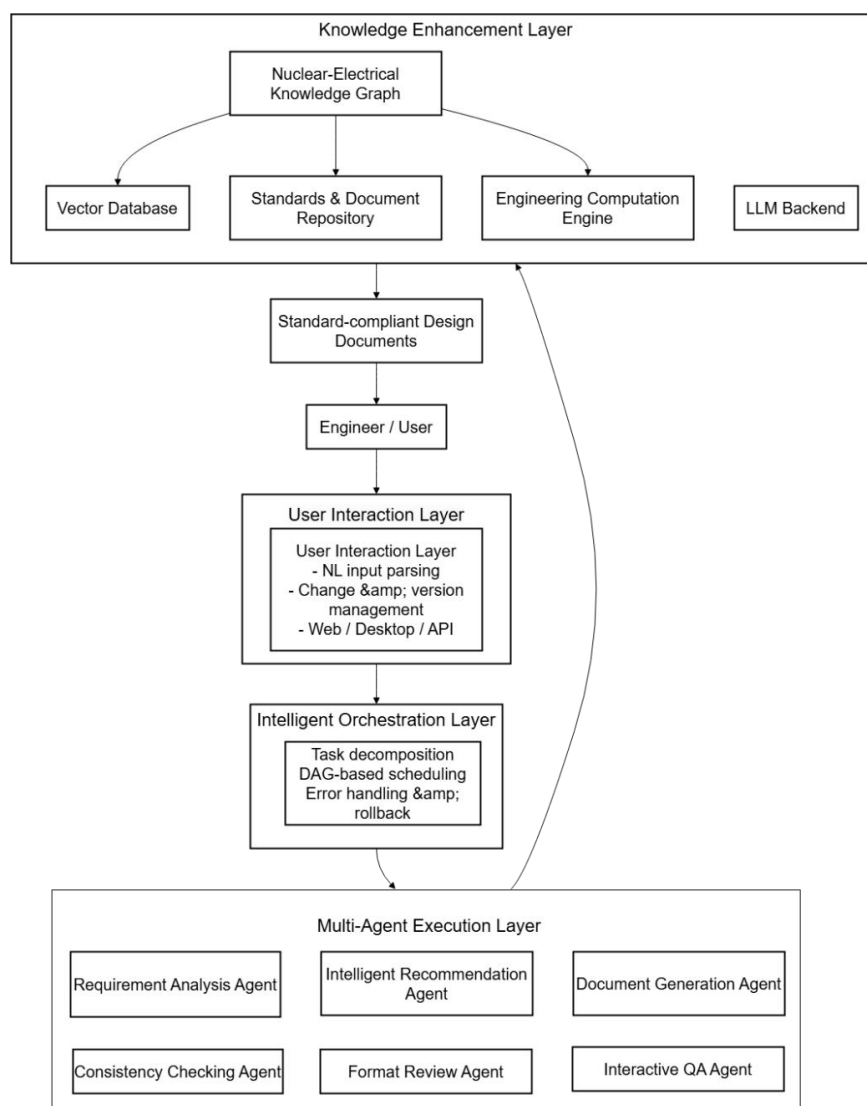 Knowledge Enhancement Layer
Nuclear-Electrical
Knowledge Graph
Vector Database
Standards & Document
Repository
Engineering Computation
Engine
LLM Backend
Standard-compliant Design
Documents
Engineer / User
User Interaction Layer
User Interaction Layer
- NL input parsing
- Change &amp; version
management
- Web / Desktop / API
Intelligent Orchestration Layer
Task decomposition
DAG-based scheduling
Error handling &amp;
rollback
Multi-Agent Execution Layer
Requirement Analysis Agent
Intelligent Recommendation
Agent
Document Generation Agent
Consistency Checking Agent
Format Review Agent
Interactive QA Agent